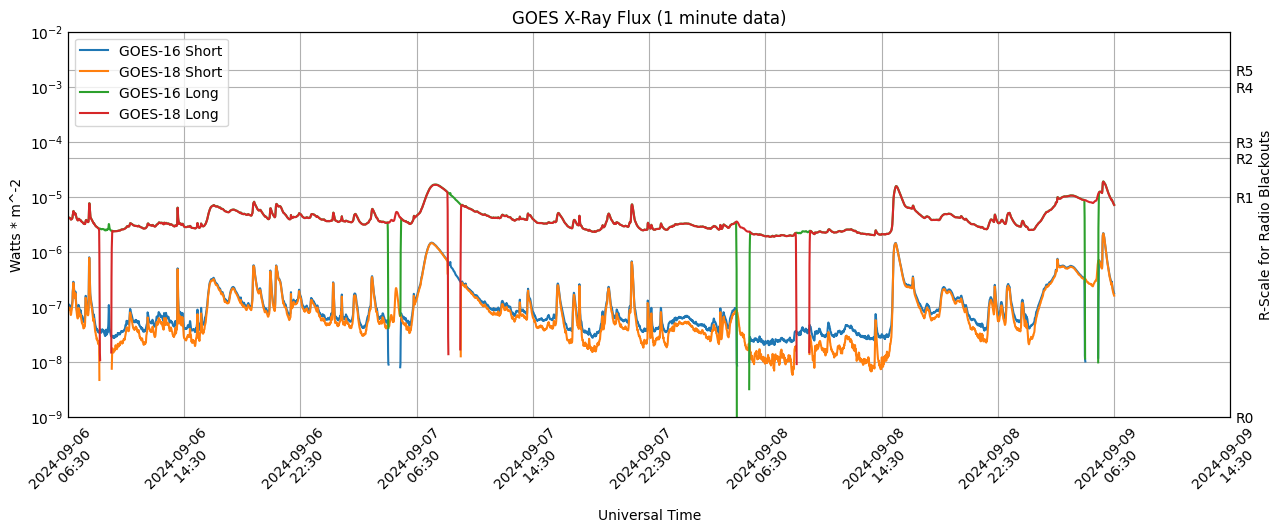 GOES X-Ray Flux (1 minute data)
GOES-16 Short
GOES-18 Short
GOES-16 Long
GOES-18 Long
10^-2
10^-3
10^-4
10^-5
10^-6
10^-7
10^-8
10^-9
Watts * m^-2
R5
R4
R3
R2
R1
R0
R-Scale for Radio Blackouts
2024-09-06
06:30
2024-09-06
14:30
2024-09-06
22:30
2024-09-07
06:30
2024-09-07
14:30
2024-09-07
22:30
2024-09-08
06:30
2024-09-08
14:30
2024-09-08
22:30
2024-09-09
06:30
2024-09-09
14:30
Universal Time